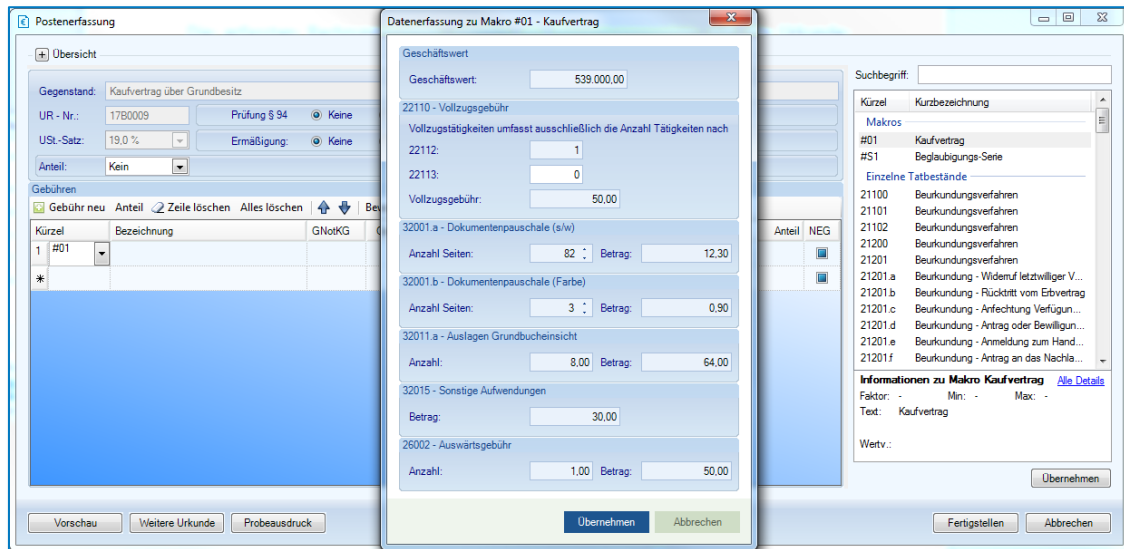 Postenerfassung
Übersicht
Gegenstand: Kaufvertrag über Grundbesitz
UR - Nr.: 17B0009 Prüfung § 94 Keine
USt.-Satz: 19,0 % Ermäßigung: Keine
Anteil: Kein
Gebühren
Gebühr neu Anteil Zeile löschen Alles löschen
Kürzel Bezeichnung GNotKG Anteil NEG
1 #01
Vorschau Weitere Urkunde Probeausdruck
Datenerfassung zu Makro #01 - Kaufvertrag
Geschäftswert
Geschäftswert: 539.000,00
22110 - Vollzugsgebühr
Vollzugstätigkeiten umfasst ausschließlich die Anzahl Tätigkeiten nach
22112: 1
22113: 0
Vollzugsgebühr: 50,00
32001.a - Dokumentenpauschale (s/w)
Anzahl Seiten: 82 Betrag: 12,30
32001.b - Dokumentenpauschale (Farbe)
Anzahl Seiten: 3 Betrag: 0,90
32011.a - Auslagen Grundbucheinsicht
Anzahl: 8,00 Betrag: 64,00
32015 - Sonstige Aufwendungen
Betrag: 30,00
26002 - Auswärtsgebühr
Anzahl: 1,00 Betrag: 50,00
Übernehmen Abbrechen
Suchbegriff:
Kürzel Kurzbezeichnung
Makros
#01 Kaufvertrag
#S1 Beglaubigungs-Serie
Einzelne Tatbestände
21100 Beurkundungsverfahren
21101 Beurkundungsverfahren
21102 Beurkundungsverfahren
21200 Beurkundungsverfahren
21201 Beurkundungsverfahren
21201.a Beurkundung - Widerruf letztwilliger V...
21201.b Beurkundung - Rücktritt vom Erbvertrag
21201.c Beurkundung - Anfechtung Verfügun...
21201.d Beurkundung - Antrag oder Bewilligun...
21201.e Beurkundung - Anmeldung zum Hand...
21201.f Beurkundung - Antrag an das Nachla...
Informationen zu Makro Kaufvertrag Alle Details
Faktor: - Min: - Max: -
Text: Kaufvertrag
Wertv.:
Übernehmen
Fertigstellen Abbrechen